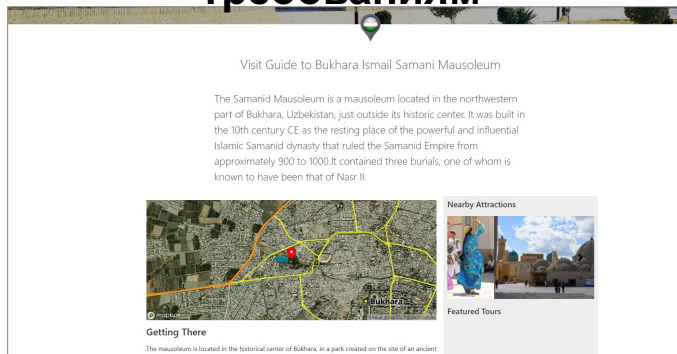 требованиям
Visit Guide to Bukhara Ismail Samani Mausoleum
The Samanid Mausoleum is a mausoleum located in the northwestern
part of Bukhara, Uzbekistan, just outside its historic center. It was built in
the 10th century CE as the resting place of the powerful and influential
Islamic Samanid dynasty that ruled the Samanid Empire from
approximately 900 to 1000.It contained three burials, one of whom is
known to have been that of Nasr II.
Nearby Attractions
Bukhara
mapbox
Featured Tours
Getting There
The mausoleum is located in the historical center of Bukhara, in a park created on the site of an ancient